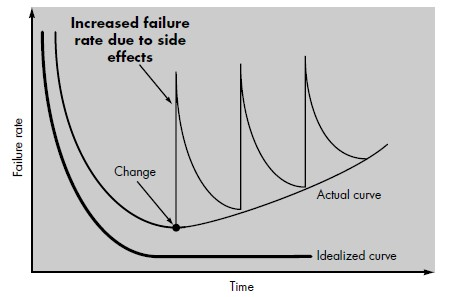 Increased failure
rate due to side
effects
Failure rate
Change
Actual curve
Idealized curve
Time